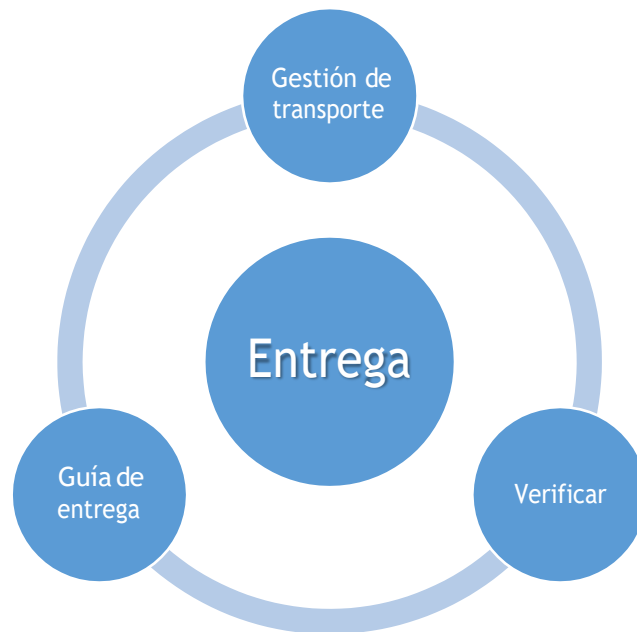 Gestión de
transporte
Entrega
Guía de
entrega
Verificar